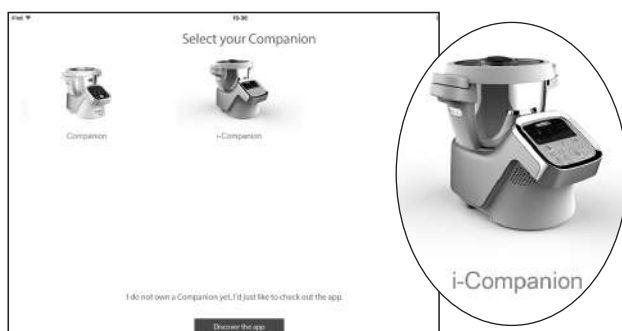 iPad
15:30
Select your Companion
Companion
i-Companion
I do not own a Companion yet. I'd just like to check out the app.
Discover the app
i-Companion